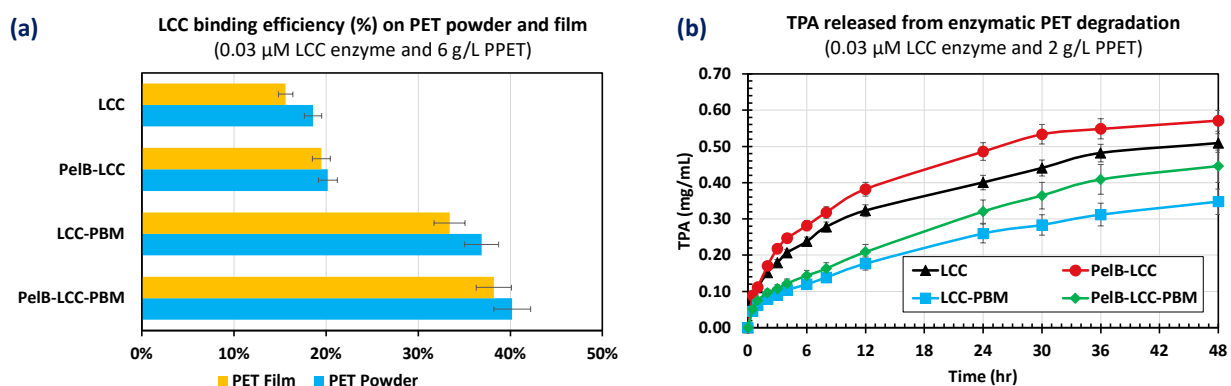 (a)
LCC binding efficiency (%) on PET powder and film
(0.03 µM LCC enzyme and 6 g/L PPET)
LCC
PelB-LCC
LCC-PBM
PelB-LCC-PBM
0% 10% 20% 30% 40% 50%
PET Film PET Powder
(b)
TPA released from enzymatic PET degradation
(0.03 µM LCC enzyme and 2 g/L PPET)
TPA (mg/mL)
0.70
0.60
0.50
0.40
0.30
0.20
0.10
0.00
LCC PelB-LCC
LCC-PBM PelB-LCC-PBM
0 6 12 18 24 30 36 42 48
Time (hr)